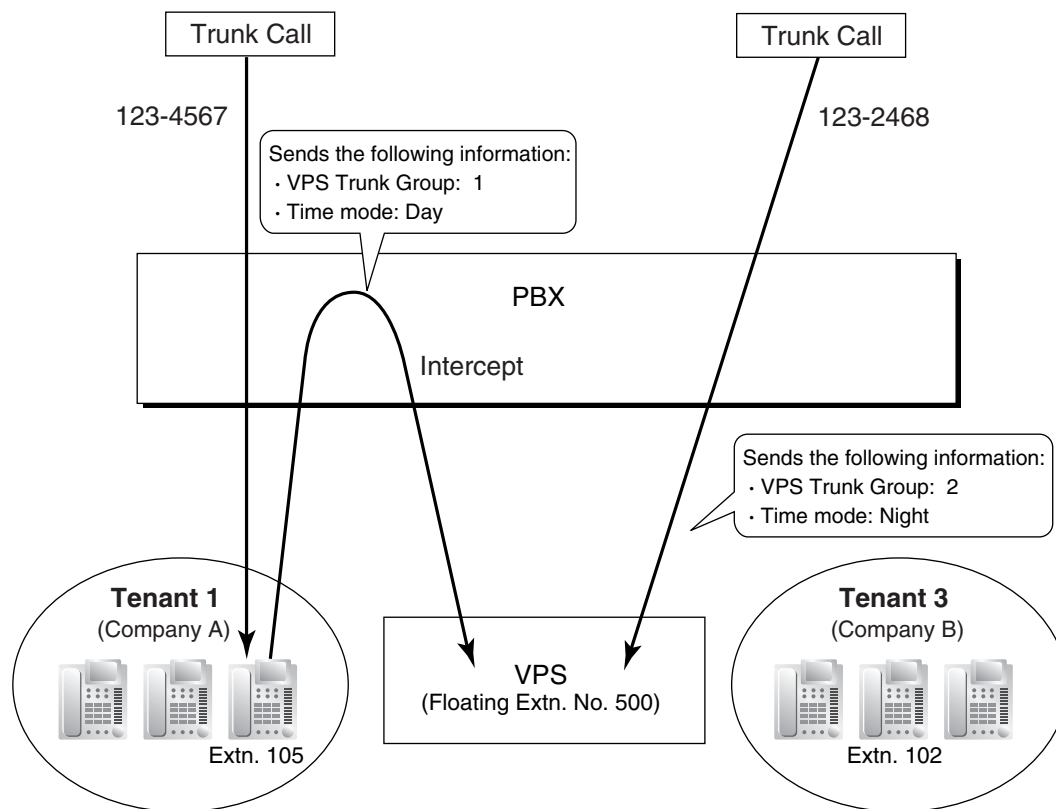 Trunk Call
Trunk Call
123-4567
123-2468
Sends the following information:
· VPS Trunk Group: 1
· Time mode: Day
PBX
Intercept
Sends the following information:
· VPS Trunk Group: 2
· Time mode: Night
Tenant 1
(Company A)
Extn. 105
VPS
(Floating Extn. No. 500)
Tenant 3
(Company B)
Extn. 102